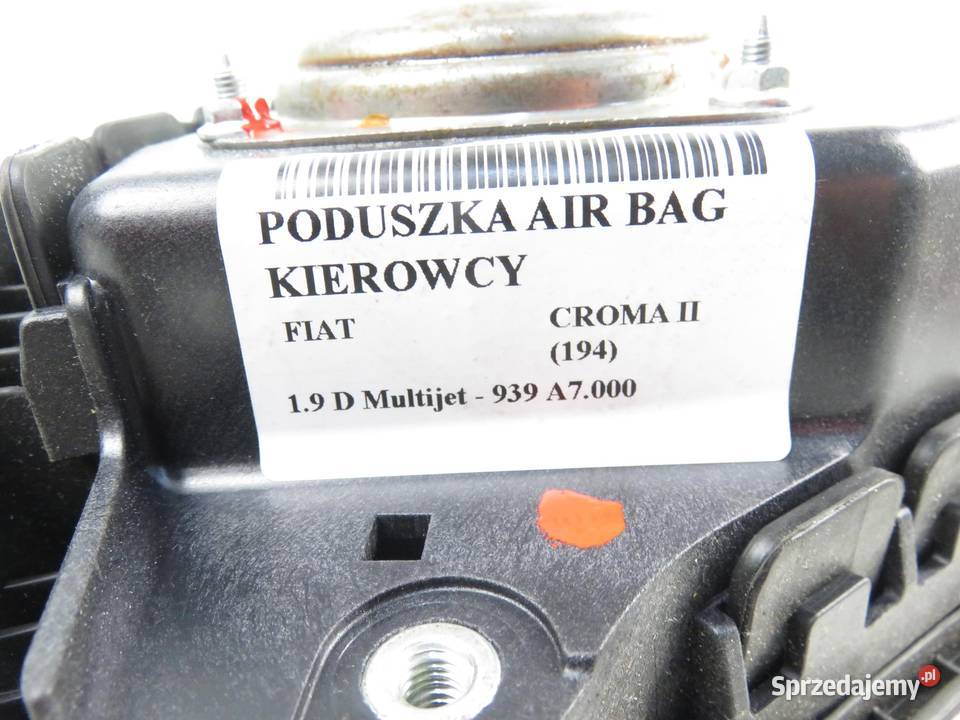 PODUSZKA AIR BAG
KIEROWCY
FIAT CROMA II
(194)
1.9 D Multijet - 939 A7.000
Sprzedajemy.pl